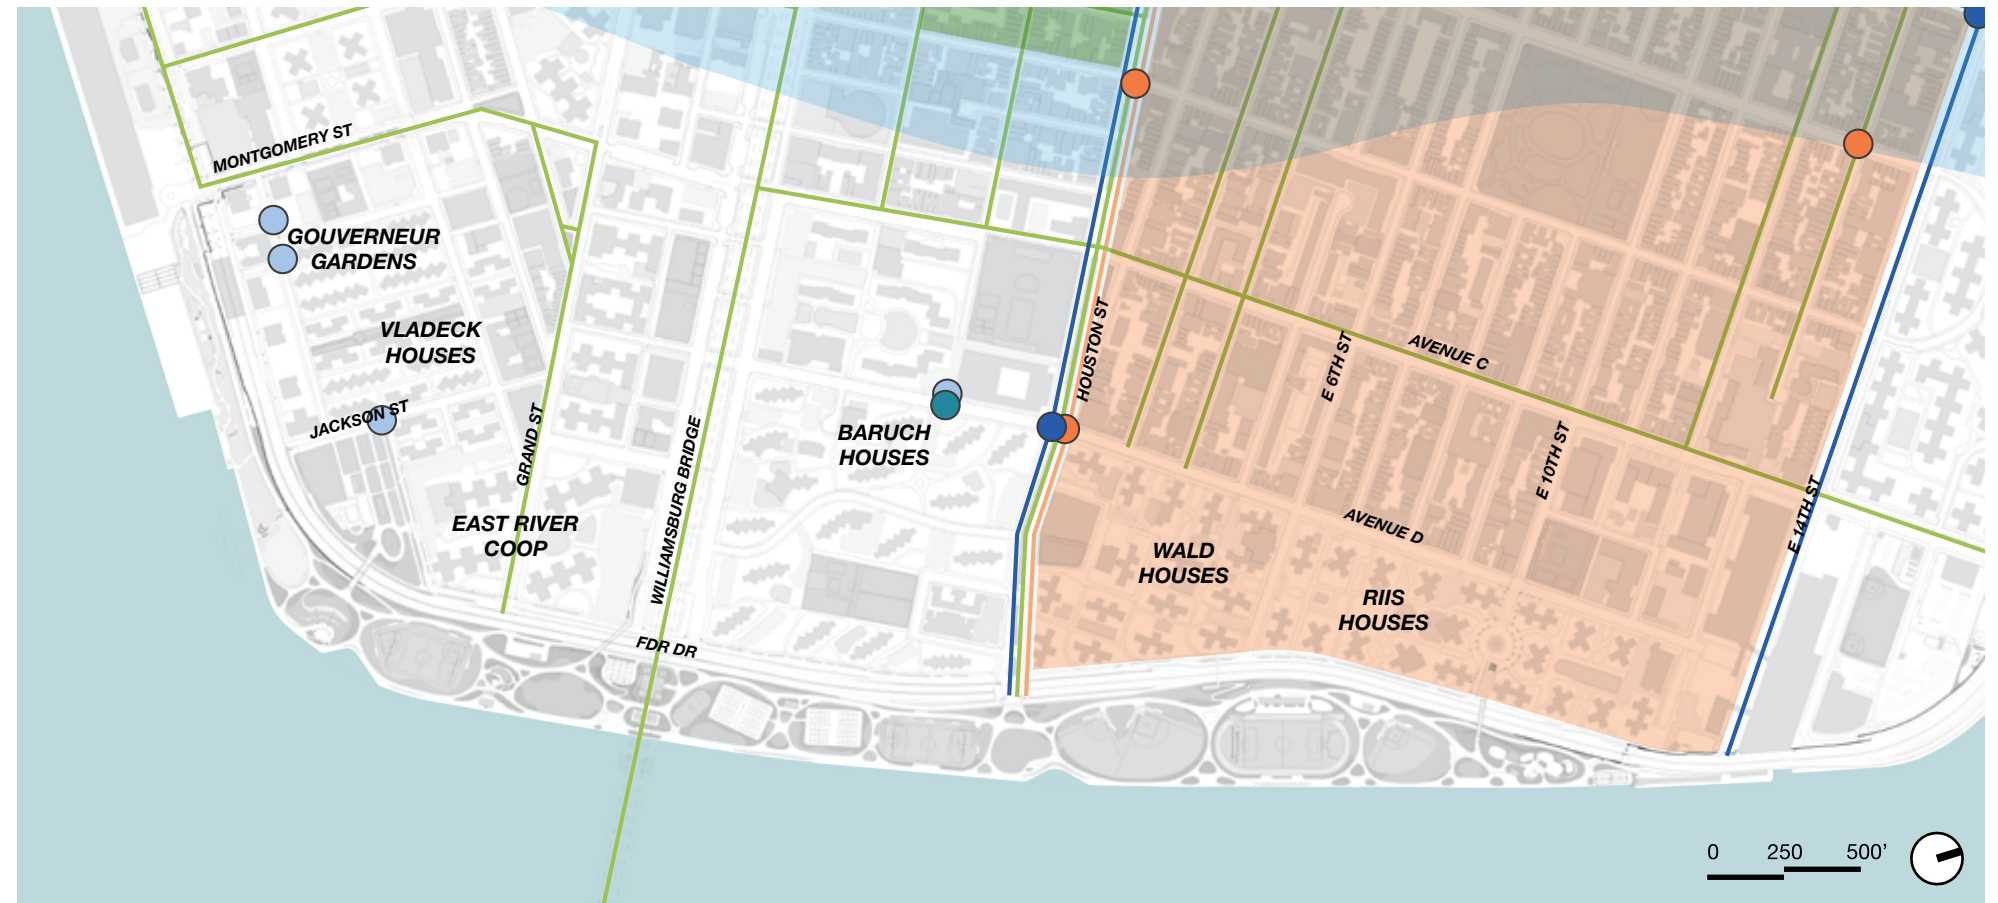 MONTGOMERY ST
GOUVERNEUR
GARDENS
VLADECK
HOUSES
JACKSON ST
GRAND ST
EAST RIVER
COOP
WILLIAMSBURG BRIDGE
FDR DR
BARUCH
HOUSES
HOUSTON ST
E 6TH ST
AVENUE C
E 10TH ST
AVENUE D
E 14TH ST
WALD
HOUSES
RIIS
HOUSES
0 250 500’